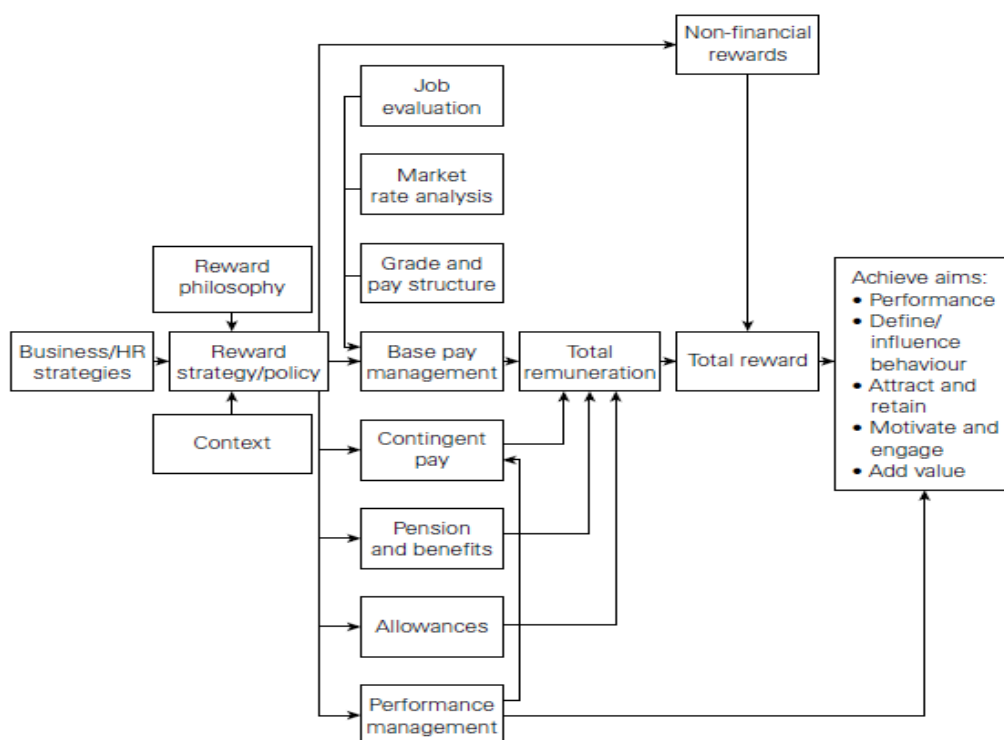 Non-financial
rewards
Job
evaluation
Market
rate analysis
Grade and
pay structure
Reward
philosophy
Business/HR
strategies
Reward
strategy/policy
Context
Base pay
management
Total
remuneration
Total reward
Achieve aims:
• Performance
• Define/
influence
behaviour
• Attract and
retain
• Motivate and
engage
• Add value
Contingent
pay
Pension
and benefits
Allowances
Performance
management